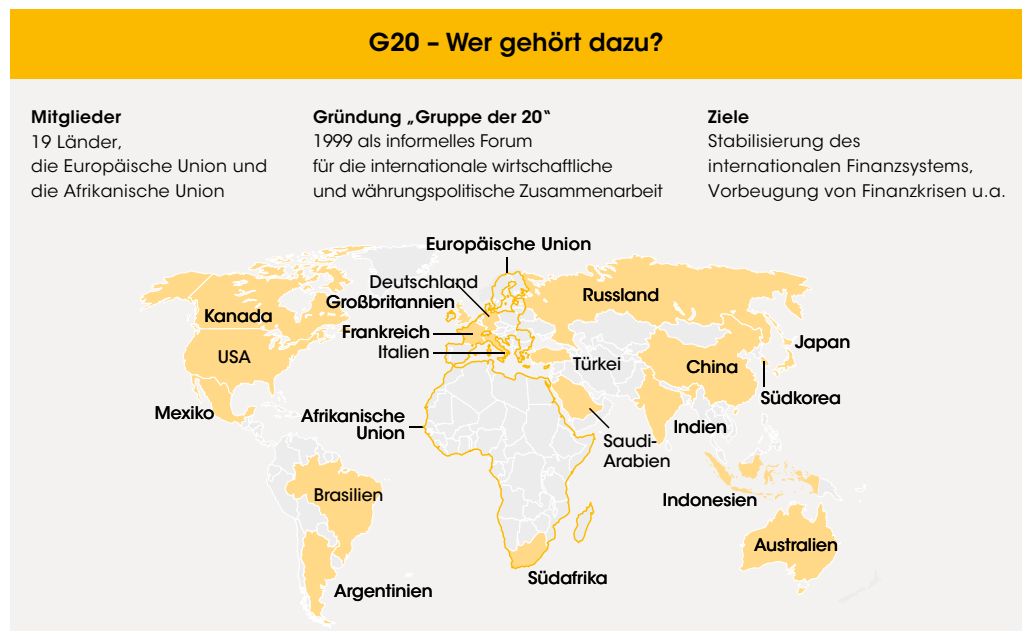 G20 – Wer gehört dazu?
Mitglieder
19 Länder,
die Europäische Union und
die Afrikanische Union
Gründung „Gruppe der 20“
1999 als informelles Forum
für die internationale wirtschaftliche
und währungspolitische Zusammenarbeit
Ziele
Stabilisierung des
internationalen Finanzsystems,
Vorbeugung von Finanzkrisen u.a.
Europäische Union
Deutschland
Großbritannien
Russland
Kanada
Frankreich
Japan
Italien
USA
Türkei
China
Südkorea
Mexiko
Afrikanische
Union
Indien
Saudi-
Arabien
Brasilien
Indonesien
Australien
Südafrika
Argentinien